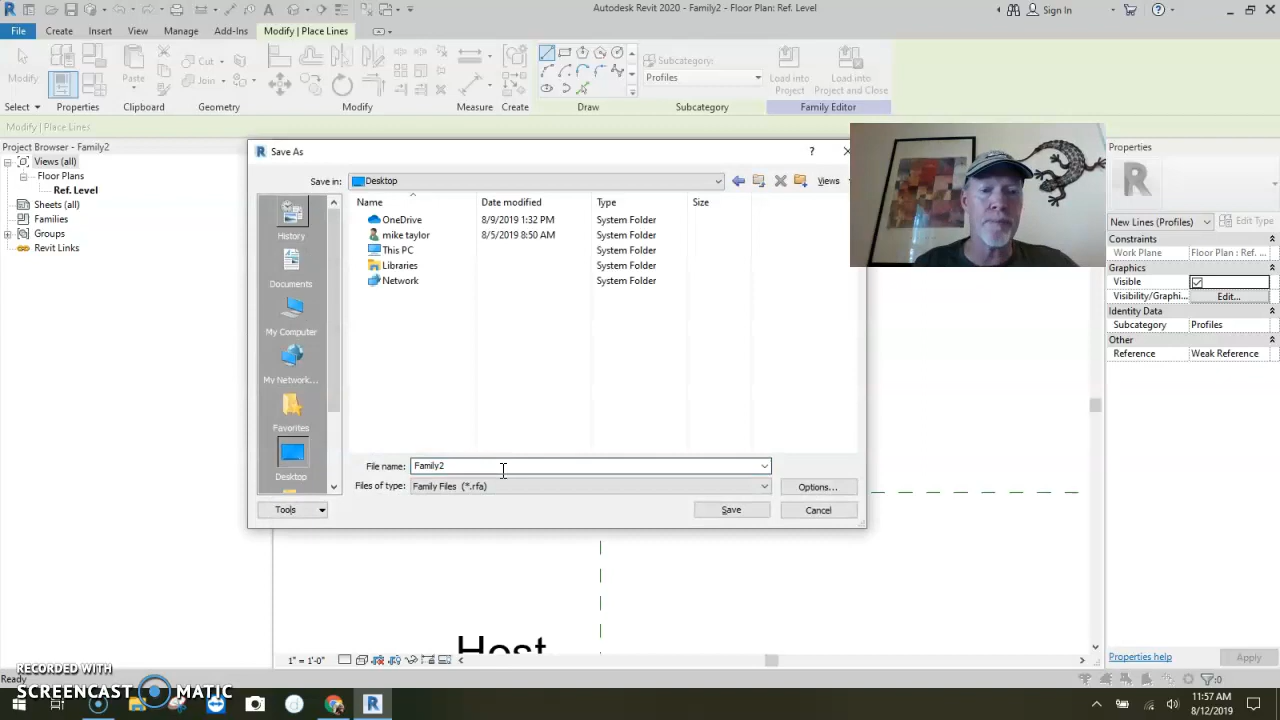 Autodesk Revit 2020 - Family2 - Floor Plan: Ref. Level
Sign In
File Create Insert View Manage Add-Ins Modify | Place Lines
Modify
Paste
Cut
Join
Subcategory:
Profiles
Load into
Project
Load into
Project and Close
Select Properties Clipboard Geometry Modify Measure Create Draw Subcategory Family Editor
Modify | Place Lines
Project Browser - Family2
Views (all)
Floor Plans
Ref. Level
Sheets (all)
Families
Groups
Revit Links
Save As
Save in: Desktop
Views
Name Date modified Type Size
OneDrive 8/9/2019 1:32 PM System Folder
mike taylor 8/5/2019 8:50 AM System Folder
This PC System Folder
Libraries System Folder
Network System Folder
History
Documents
My Computer
My Network...
Favorites
Desktop
File name: Family2
Files of type: Family Files (*.rfa)
Options...
Tools
Save
Cancel
Properties
R
New Lines (Profiles) Edit Type
Constraints
Work Plane Floor Plan : Ref. ...
Graphics
Visible
Visibility/Graphi... Edit...
Identity Data
Subcategory Profiles
Other
Reference Weak Reference
Host
1" = 1'-0"
Properties help
Apply
Ready
:0
RECORDED WITH
SCREENCAST MATIC
11:57 AM
8/12/2019